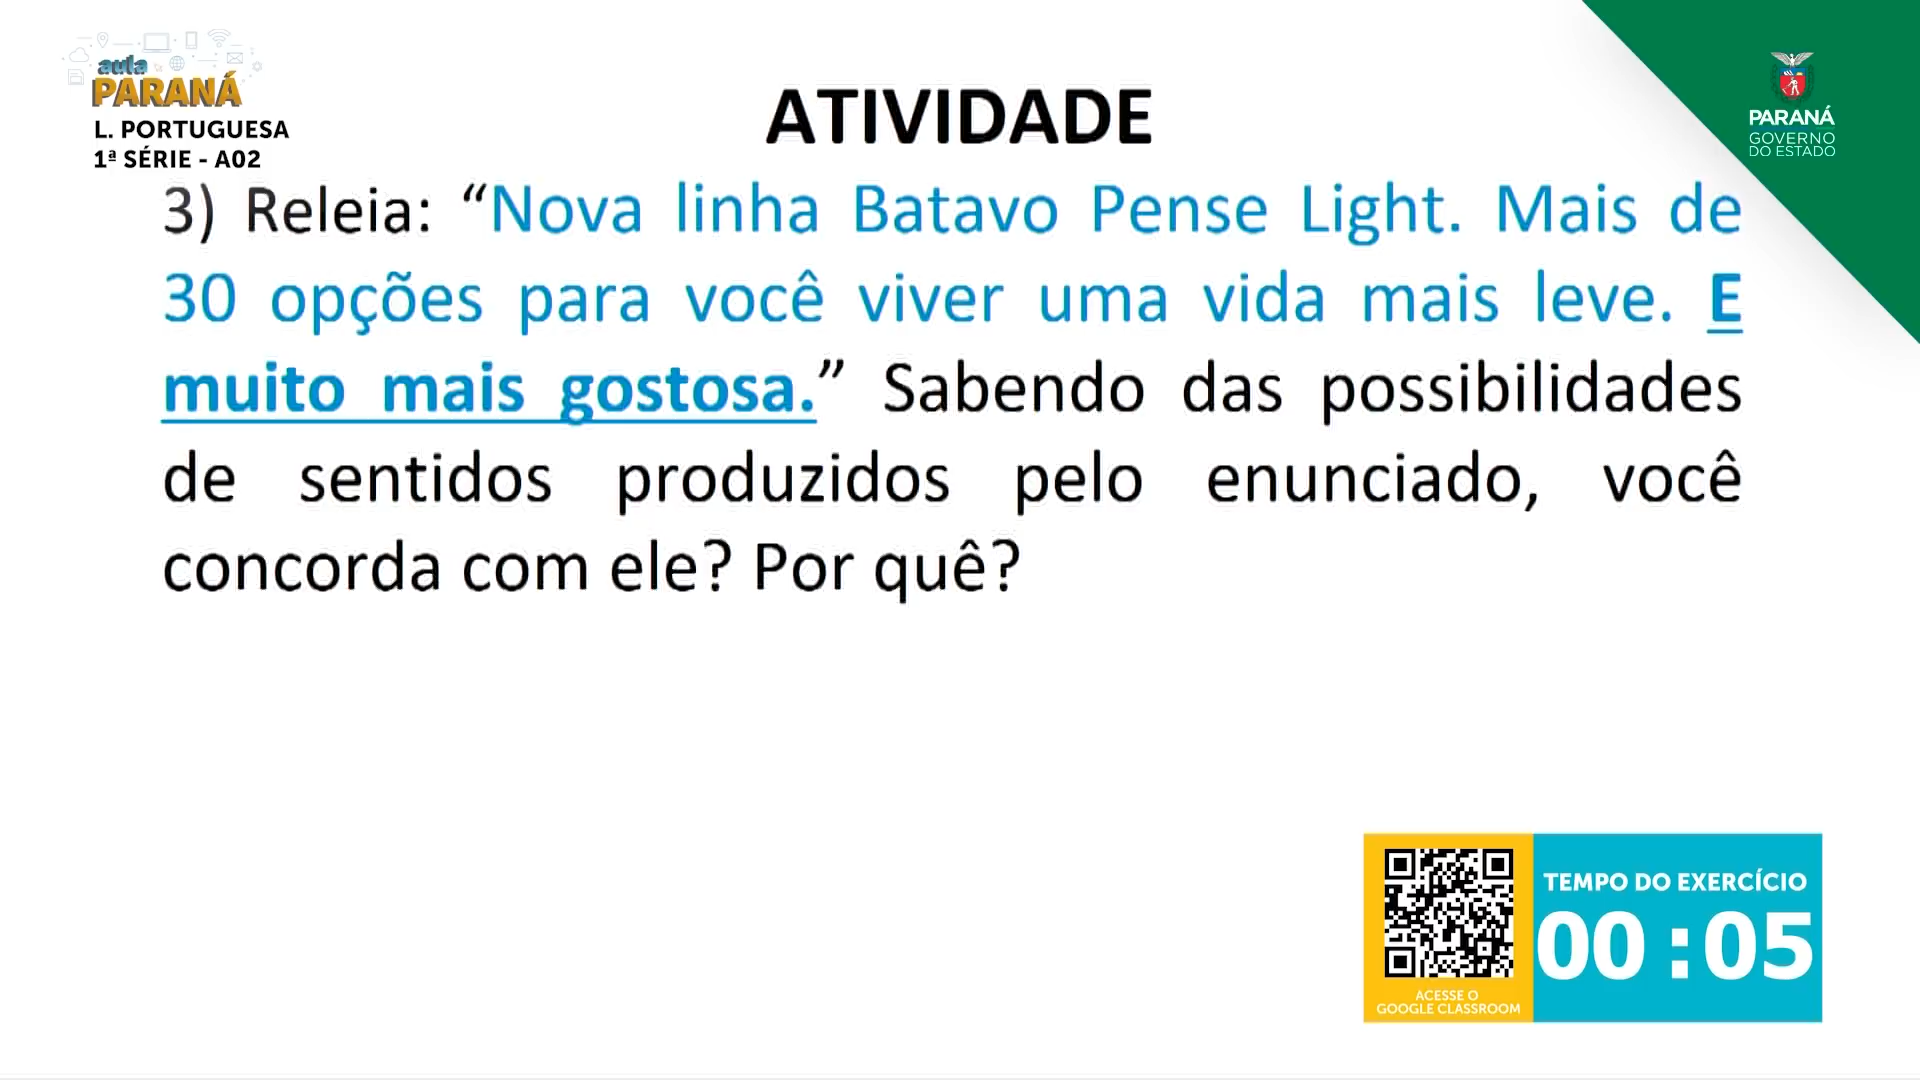 aula
PARANÁ
L. PORTUGUESA
1ª SÉRIE - A02
ATIVIDADE
PARANÁ
GOVERNO
DO ESTADO
3) Releia: “Nova linha Batavo Pense Light. Mais de
30 opções para você viver uma vida mais leve. E
muito mais gostosa.” Sabendo das possibilidades
de sentidos produzidos pelo enunciado, você
concorda com ele? Por quê?
ACESSE O
GOOGLE CLASSROOM
TEMPO DO EXERCÍCIO
00:05